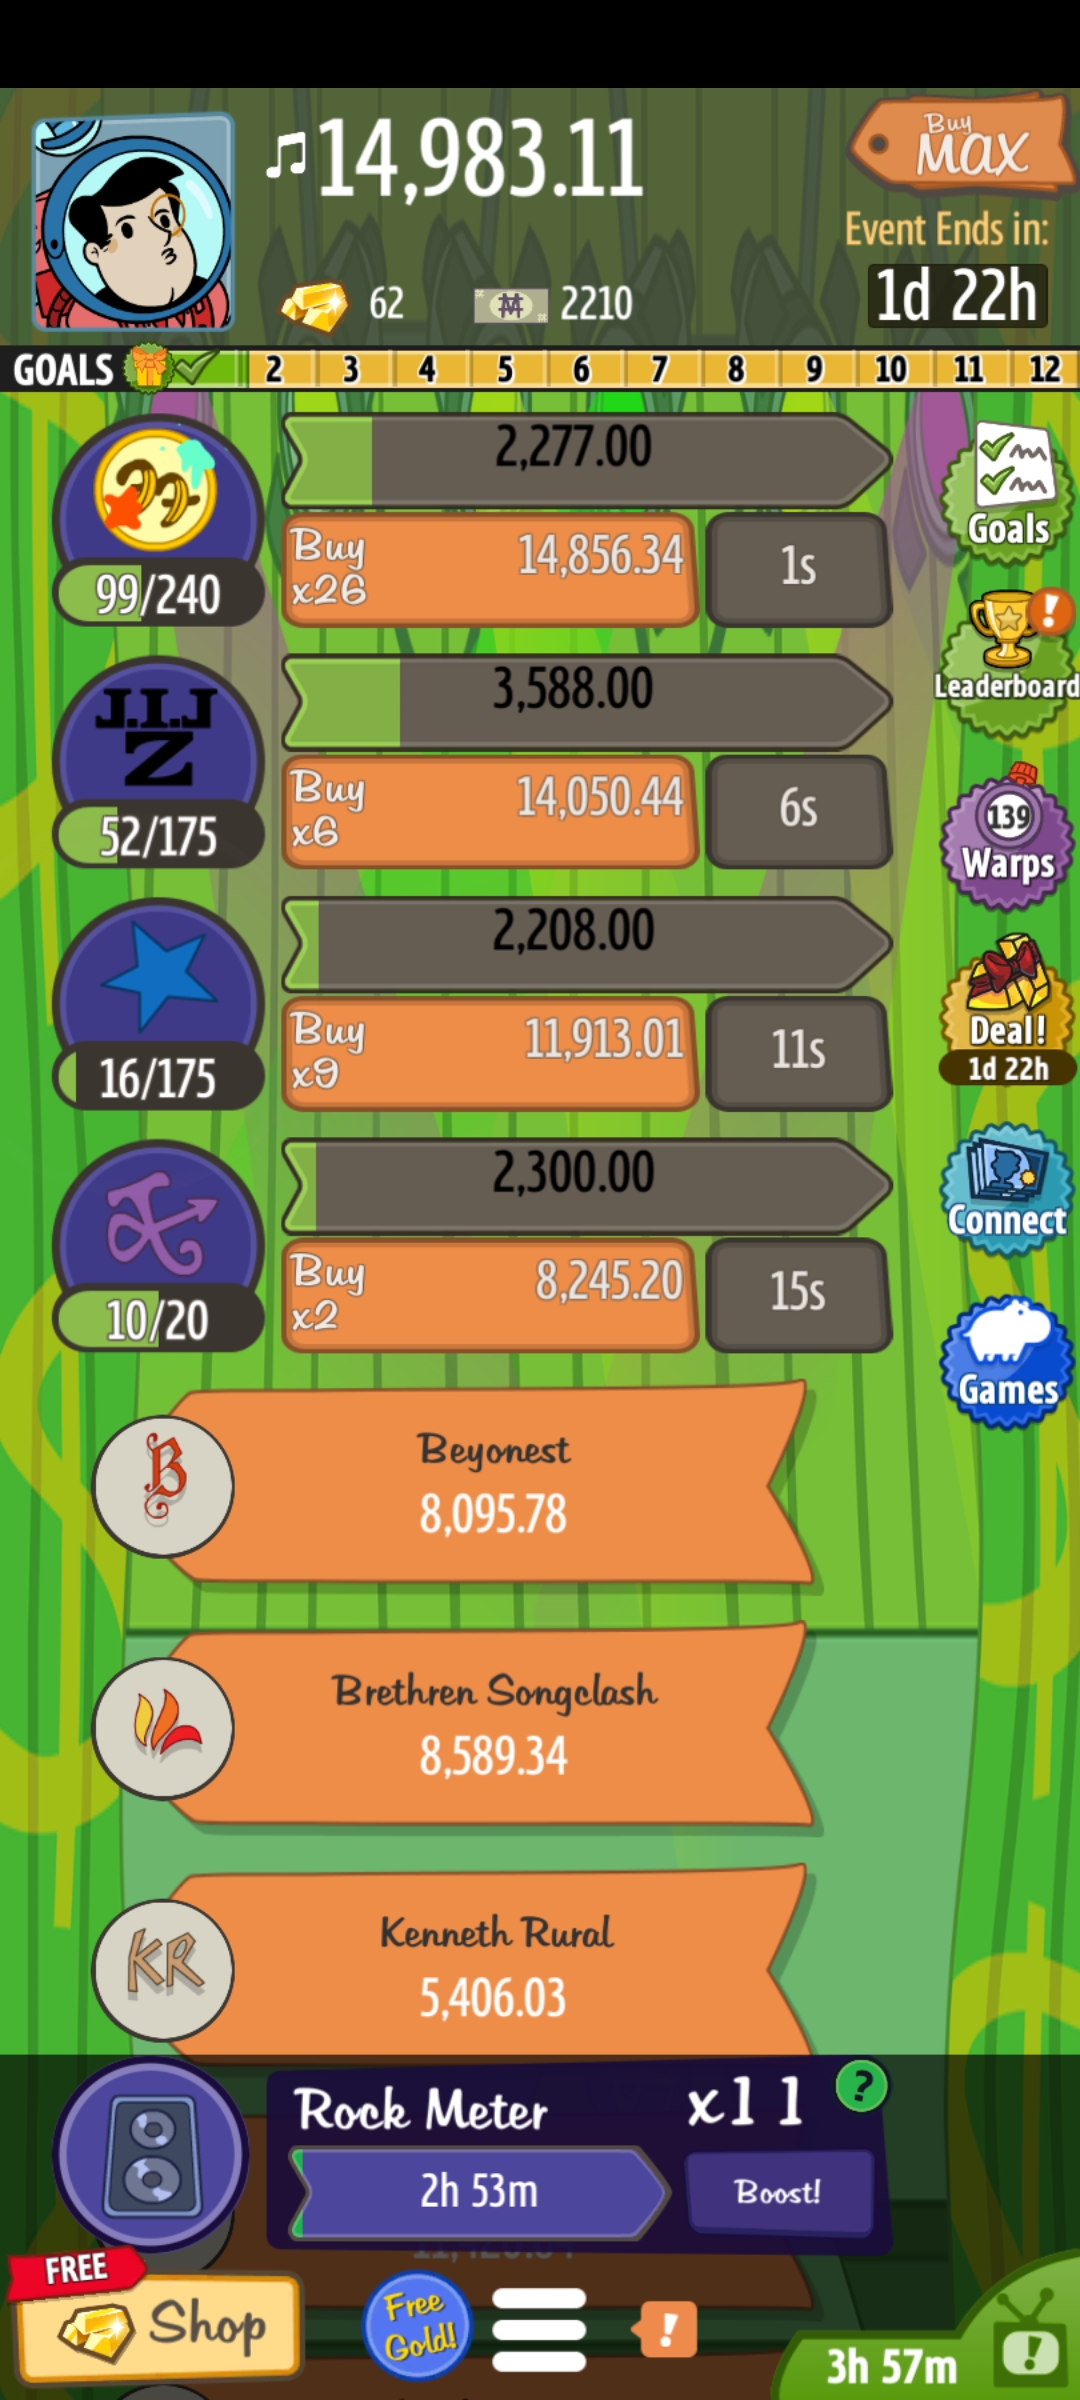 14,983.11
Buy
MAX
Event Ends in:
62
2210
1d 22h
GOALS 2 3 4 5 6 7 8 9 10 11 12
2,277.00
Buy
x26
14,856.34
1s
99/240
Goals
J.I.J
Z
3,588.00
Buy
x6
14,050.44
6s
52/175
Leaderboard
2,208.00
Buy
x9
11,913.01
11s
16/175
139
Warps
2,300.00
Buy
x2
8,245.20
15s
10/20
Deal!
1d 22h
Connect
Games
B
Beyonest
8,095.78
Brethren Songclash
8,589.34
KR
Kenneth Rural
5,406.03
Rock Meter
x11
?
2h 53m
Boost!
FREE
Shop
Free
Gold!
!
3h 57m
!